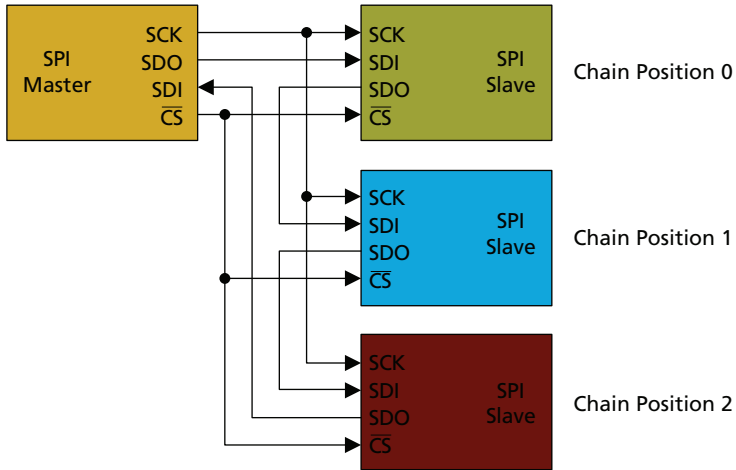 SPI
Master
SCK
SDO
SDI
CS
SCK
SDI
SDO
CS
SPI
Slave
Chain Position 0
SCK
SDI
SDO
CS
SPI
Slave
Chain Position 1
SCK
SDI
SDO
CS
SPI
Slave
Chain Position 2